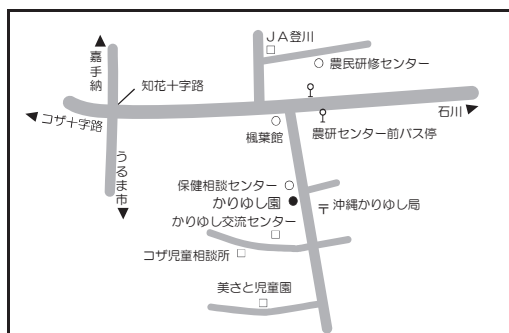 JA登川
農民研修センター
嘉手納
知花十字路
石川
コザ十字路
楓葉館
農研センター前バス停
うるま市
保健相談センター
かりゆし園
〒沖縄かりゆし局
かりゆし交流センター
コザ児童相談所
美さと児童園